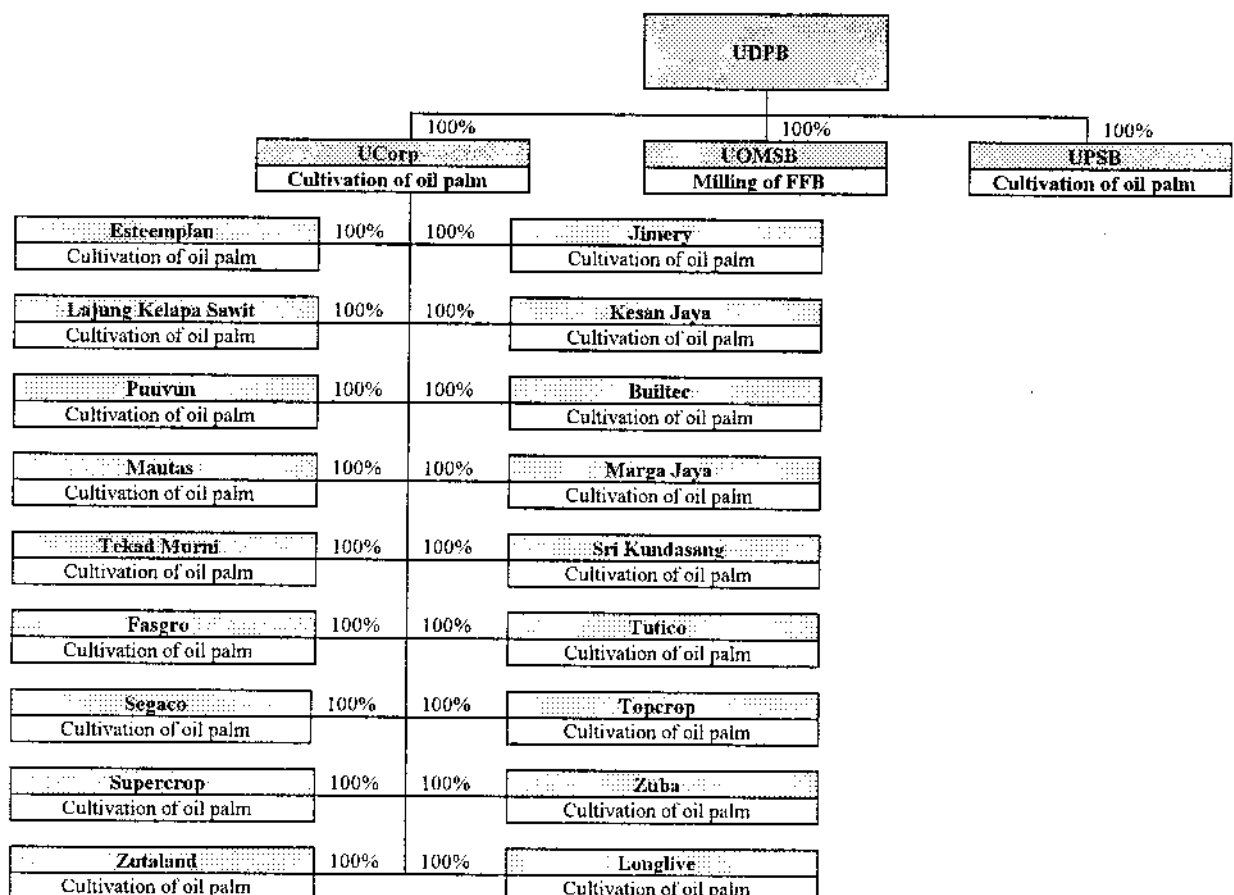 UDPB
100% 100% 100%
UCorp UOMSB UPSB
Cultivation of oil palm Milling of FFB Cultivation of oil palm
Esteemplan 100% 100% Jimery
Cultivation of oil palm Cultivation of oil palm
Lajung Kelapa Sawit 100% 100% Kesan Jaya
Cultivation of oil palm Cultivation of oil palm
Puuvun 100% 100% Builtec
Cultivation of oil palm Cultivation of oil palm
Mautas 100% 100% Marga Jaya
Cultivation of oil palm Cultivation of oil palm
Tekad Murni 100% 100% Sri Kundasang
Cultivation of oil palm Cultivation of oil palm
Fasgro 100% 100% Tutico
Cultivation of oil palm Cultivation of oil palm
Segaco 100% 100% Topcrop
Cultivation of oil palm Cultivation of oil palm
Supercrop 100% 100% Zuba
Cultivation of oil palm Cultivation of oil palm
Zutaland 100% 100% Longlive
Cultivation of oil palm Cultivation of oil palm